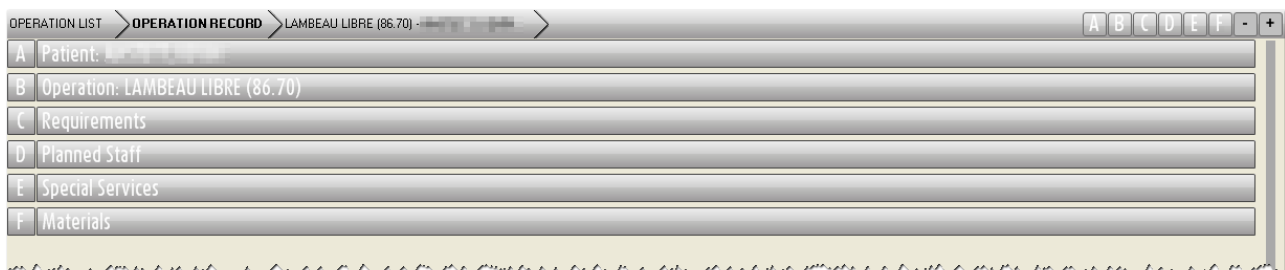 OPERATION LIST OPERATION RECORD LAMBEAU LIBRE (86.70) - A B C D E F - +
A Patient:
B Operation: LAMBEAU LIBRE (86.70)
C Requirements
D Planned Staff
E Special Services
F Materials